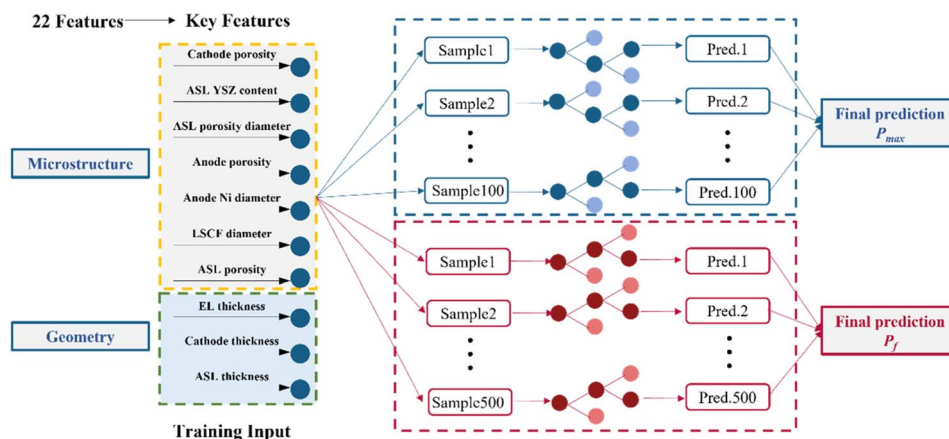 22 Features
Key Features
Microstructure
Cathode porosity
ASL YSZ content
ASL porosity diameter
Anode porosity
Anode Ni diameter
LSCF diameter
ASL porosity
Geometry
EL thickness
Cathode thickness
ASL thickness
Training Input
Sample1
Pred.1
Sample2
Pred.2
Sample100
Pred.100
Final prediction
Pmax
Sample1
Pred.1
Sample2
Pred.2
Sample500
Pred.500
Final prediction
Pf